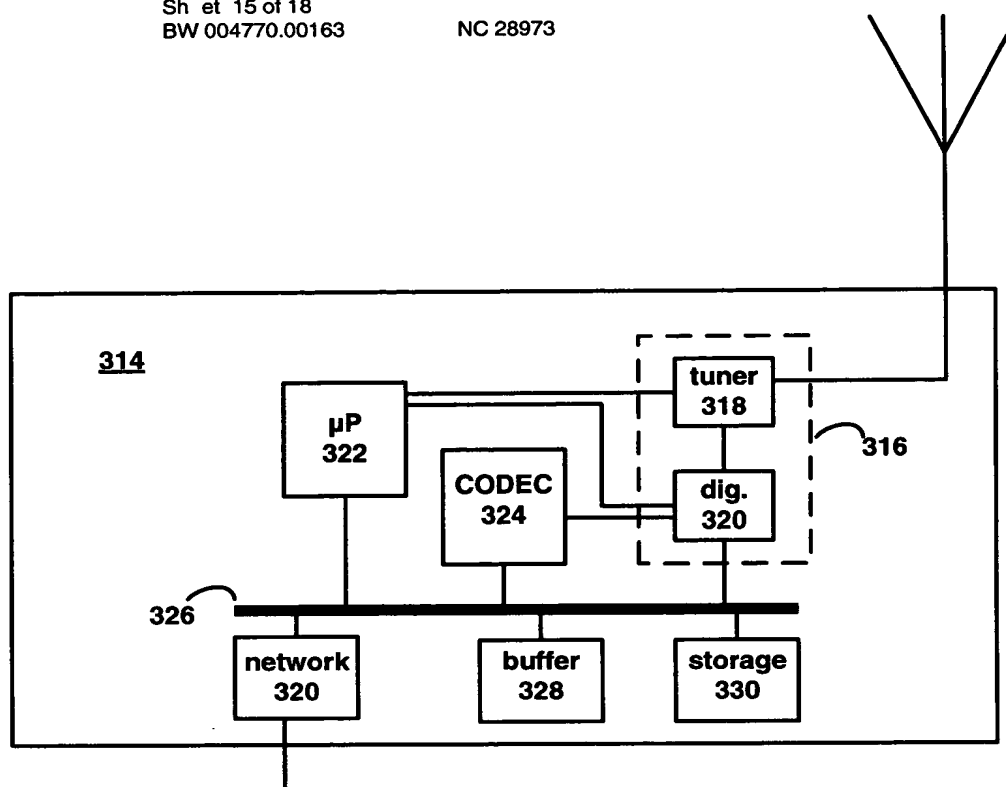 Sh et 15 of 18
BW 004770.00163 NC 28973
314
tuner
318
316
µP
322
CODEC
324
dig.
320
326
network
320
buffer
328
storage
330